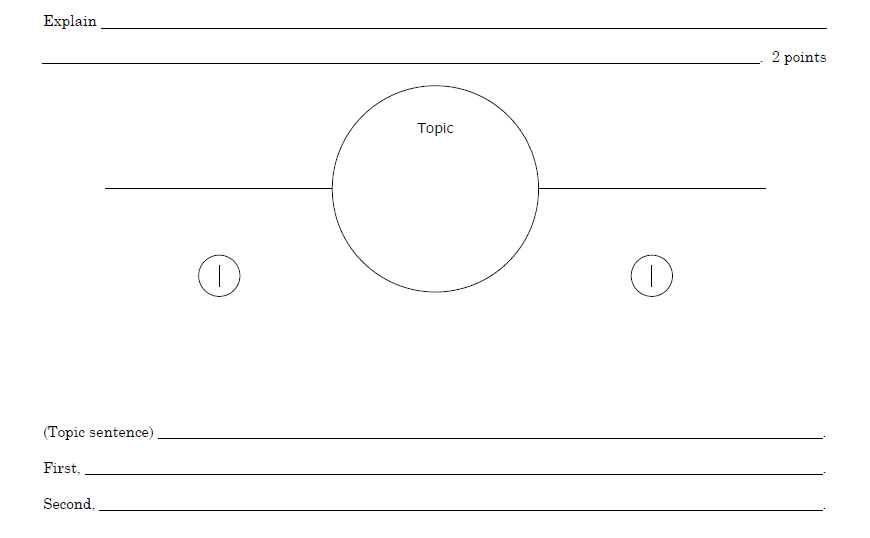 Explain
. 2 points
Topic
| |
(Topic sentence) .
First, .
Second, .